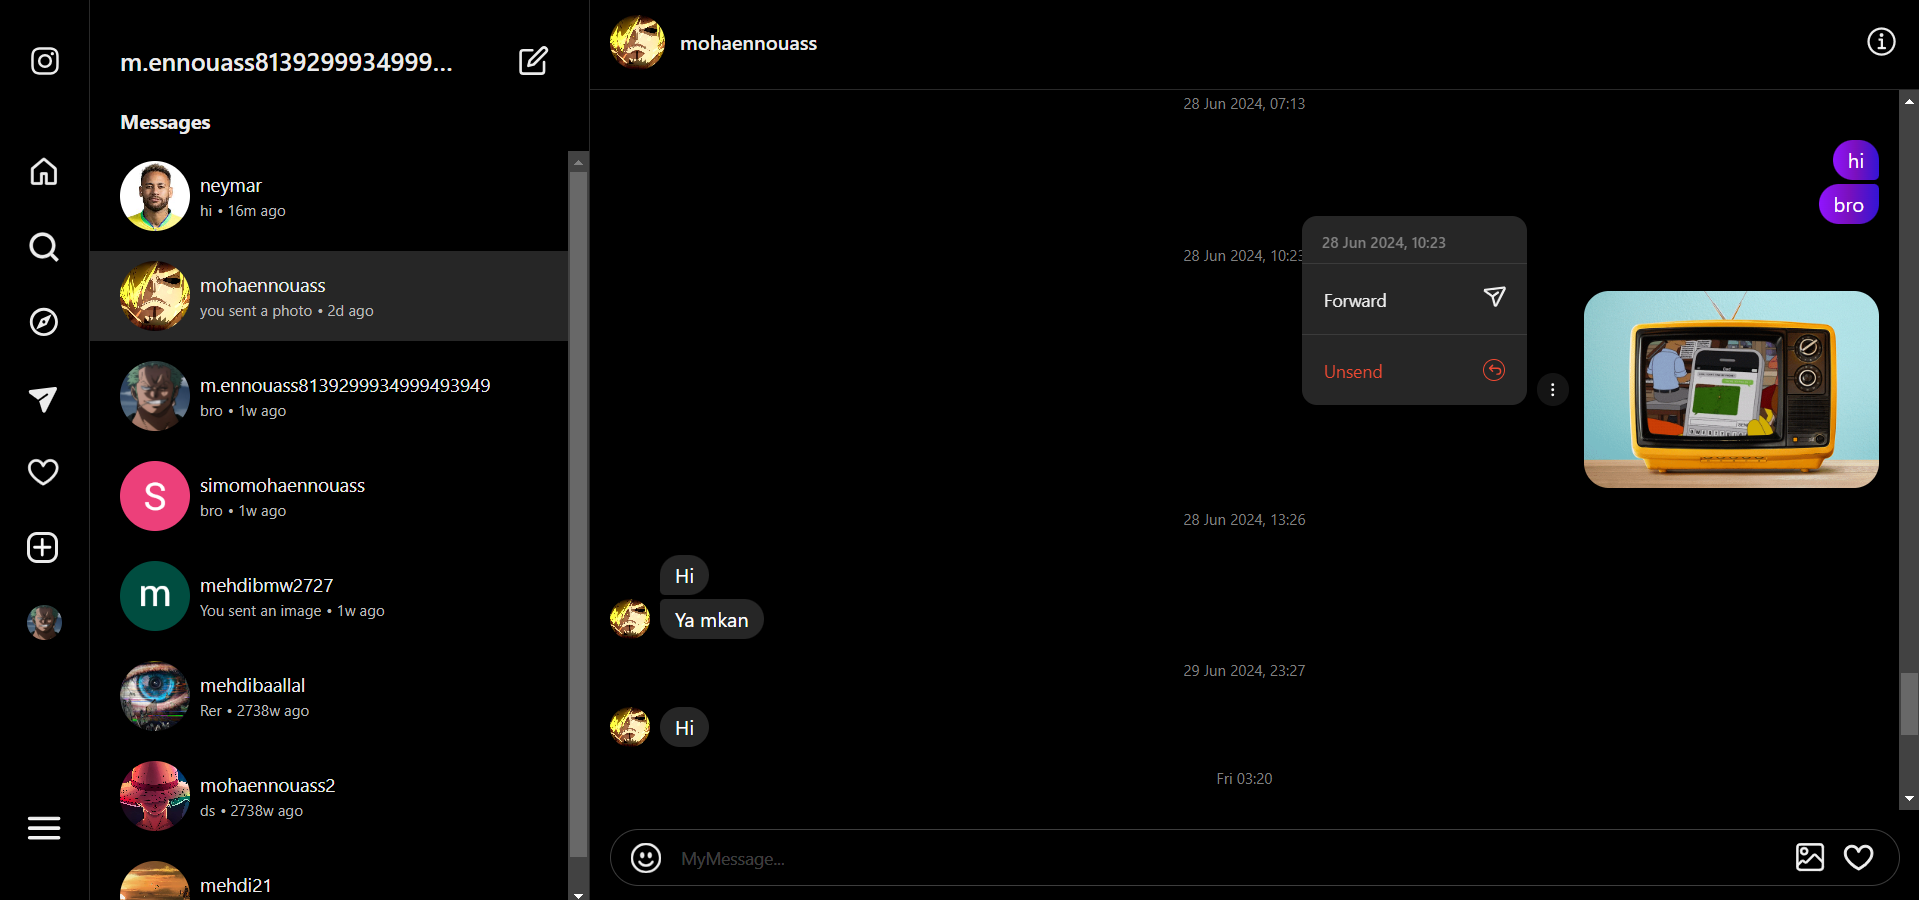 m.ennouass8139299934999...
Messages
neymar
hi • 16m ago
mohaennouass
you sent a photo • 2d ago
m.ennouass8139299934999493949
bro • 1w ago
S
simomohaennouass
bro • 1w ago
m
mehdibmw2727
You sent an image • 1w ago
mehdibaallal
Rer • 2738w ago
mohaennouass2
ds • 2738w ago
mehdi21
mohaennouass
28 Jun 2024, 07:13
hi
bro
28 Jun 2024, 10:23
28 Jun 2024, 10:23
Forward
Unsend
28 Jun 2024, 13:26
Hi
Ya mkan
29 Jun 2024, 23:27
Hi
Fri 03:20
MyMessage...